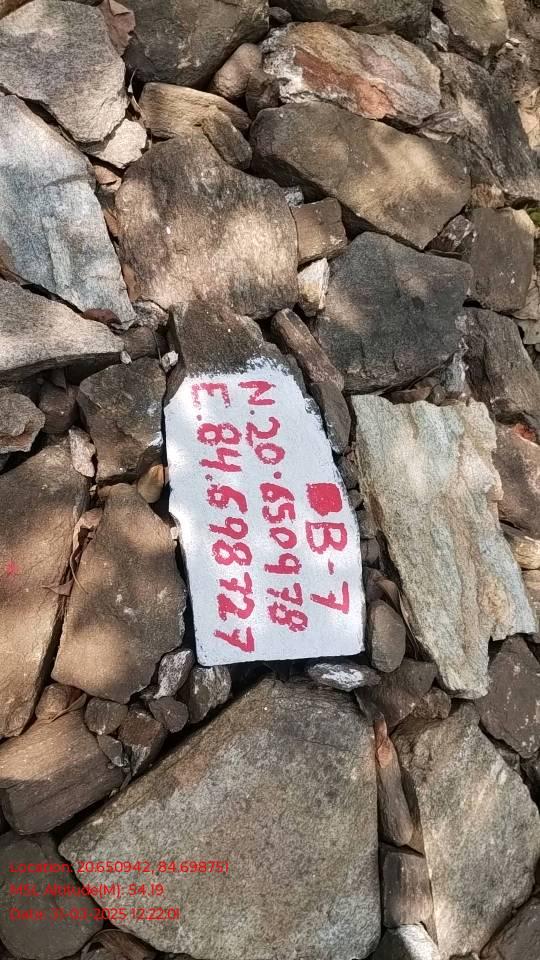 B-7
N.20.650978
E.84.698727
Location: 20.650942, 84.698751
MSL Altitude(M): 54.19
Date: 31-03-2025 12:22:01